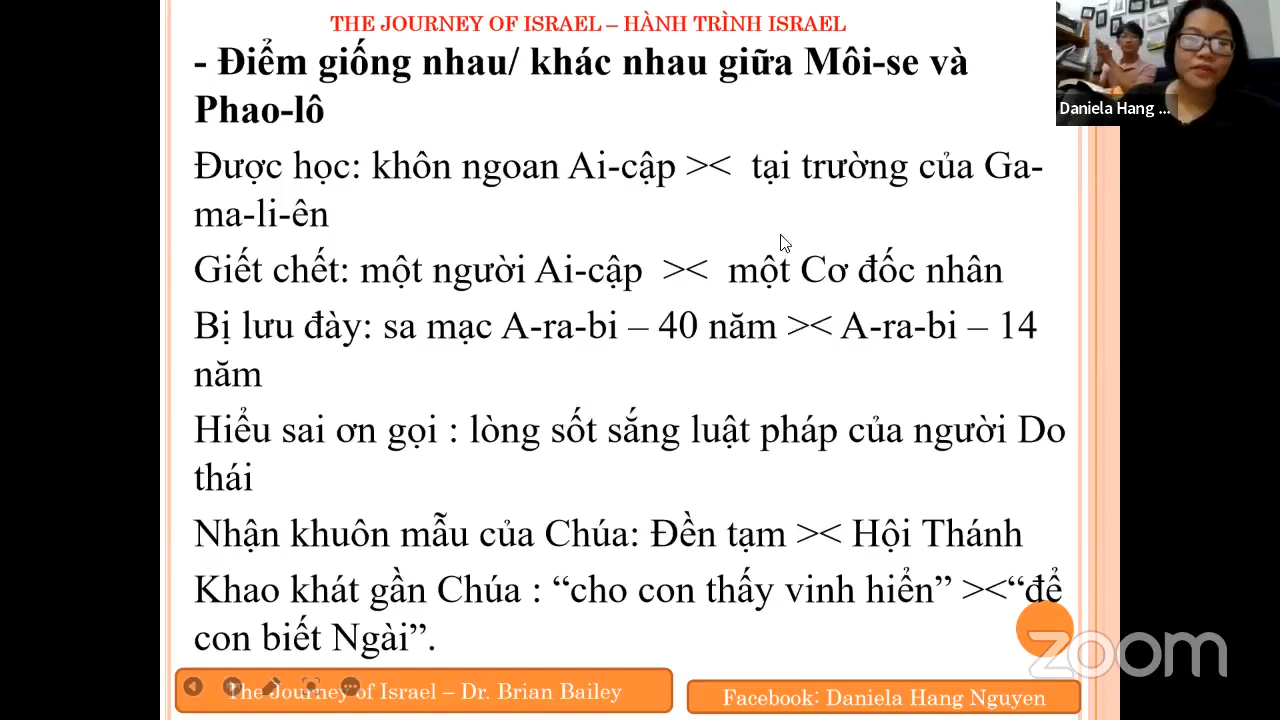 THE JOURNEY OF ISRAEL – HÀNH TRÌNH ISRAEL
- Điểm giống nhau/ khác nhau giữa Môi-se và
Phao-lô
Được học: khôn ngoan Ai-cập >< tại trường của Ga-
ma-li-ên
Giết chết: một người Ai-cập >< một Cơ đốc nhân
Bị lưu đày: sa mạc A-ra-bi – 40 năm >< A-ra-bi – 14
năm
Hiểu sai ơn gọi : lòng sốt sắng luật pháp của người Do
thái
Nhận khuôn mẫu của Chúa: Đền tạm >< Hội Thánh
Khao khát gần Chúa : “cho con thấy vinh hiển” ><“để
con biết Ngài”.
The Journey of Israel – Dr. Brian Bailey
Facebook: Daniela Hang Nguyen
Daniela Hang ...
zoom